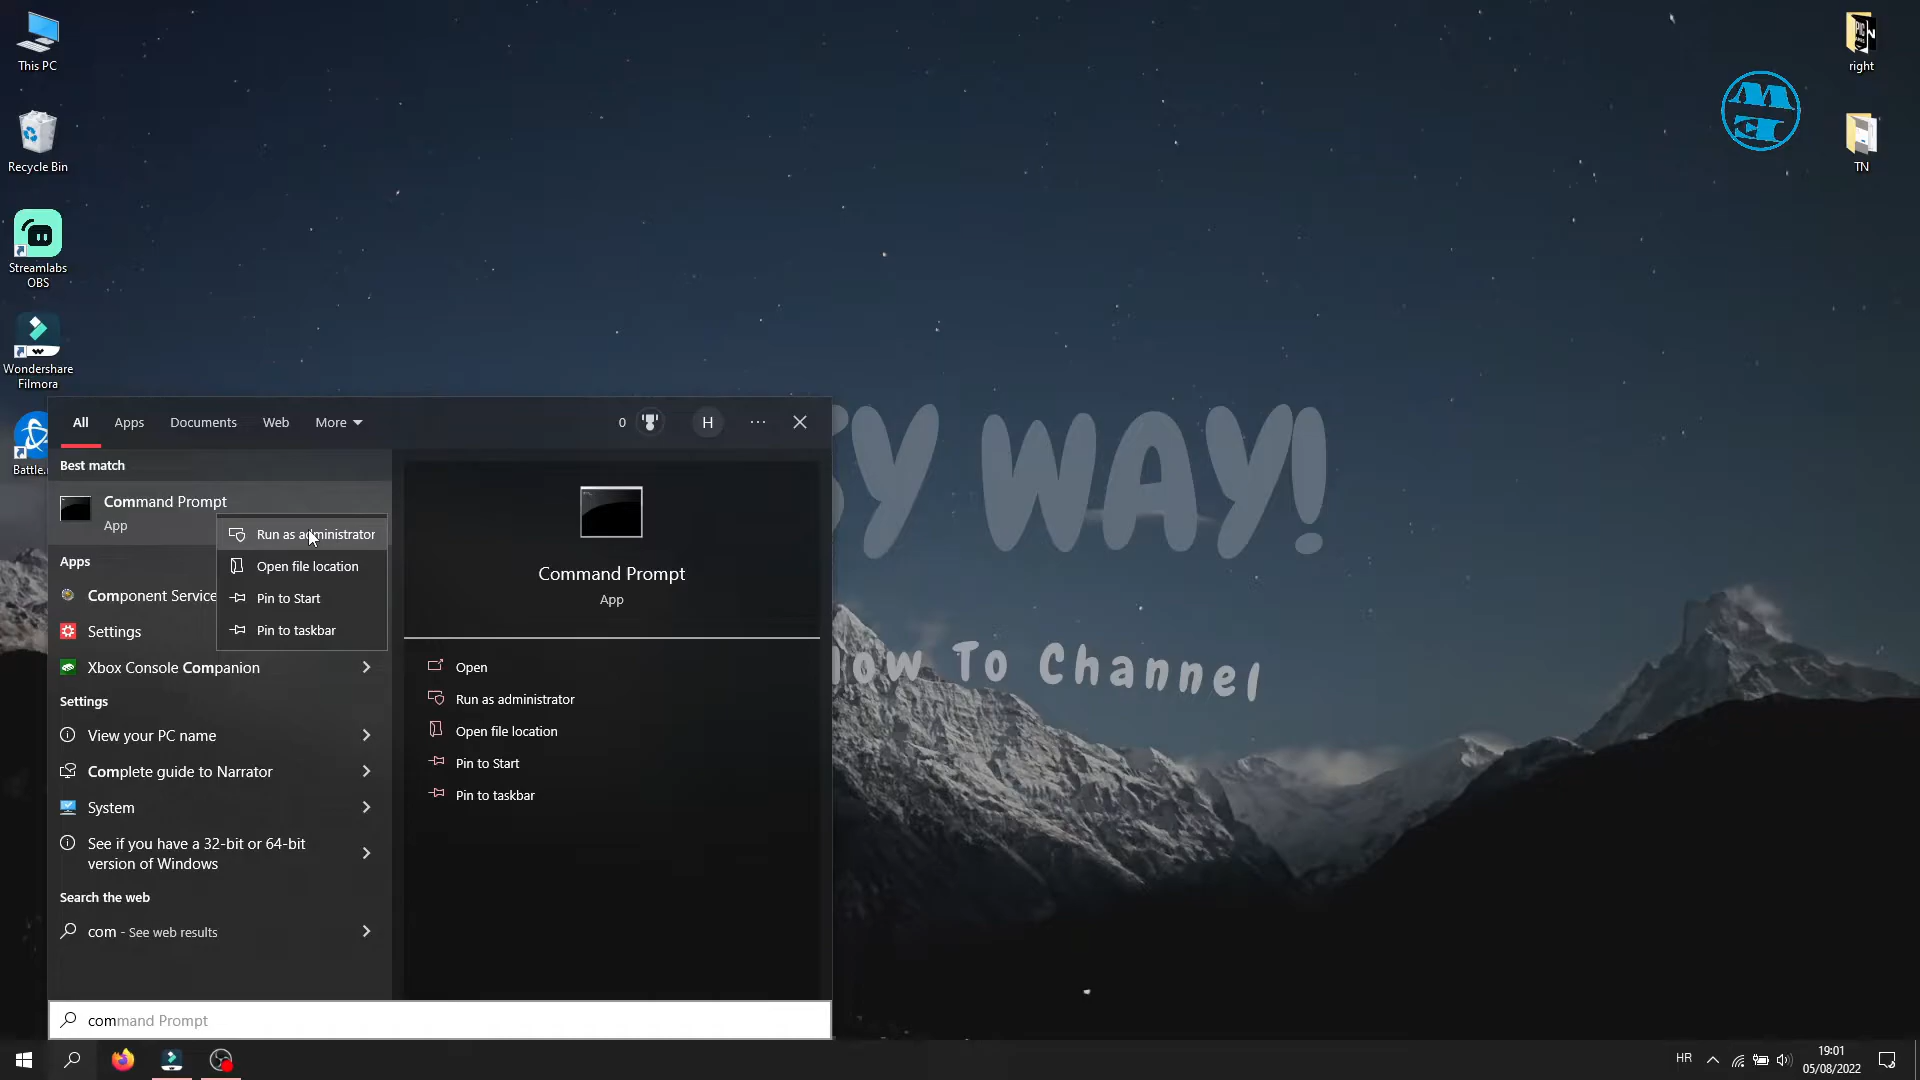 This PC
Recycle Bin
Streamlabs
OBS
Wondershare
Filmora
Battle.
right
TN
WAY!
To Channel
All
Apps
Documents
Web
More
0
H
Best match
Command Prompt
App
Run as administrator
Open file location
Pin to Start
Pin to taskbar
Apps
Component Service
Settings
Xbox Console Companion
Settings
View your PC name
Complete guide to Narrator
System
See if you have a 32-bit or 64-bit
version of Windows
Search the web
com - See web results
Command Prompt
App
Open
Run as administrator
Open file location
Pin to Start
Pin to taskbar
command Prompt
HR
19:01
05/08/2022